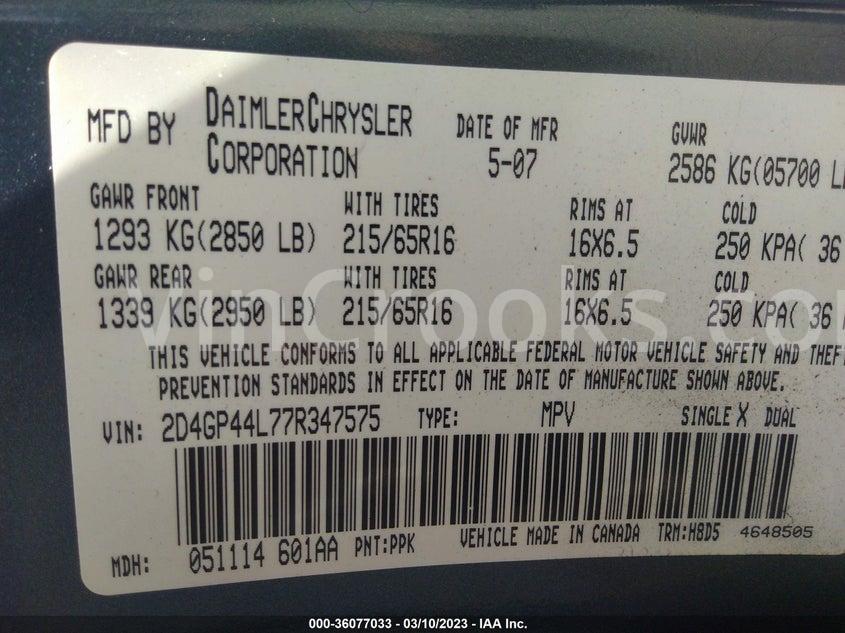 MFD BY DAIMLERCHRYSLER CORPORATION DATE OF MFR 5-07 GVWR 2586 KG(05700 L
GAWR FRONT WITH TIRES RIMS AT COLD
1293 KG(2850 LB) 215/65R16 16X6.5 250 KPA( 36
GAWR REAR WITH TIRES RIMS AT COLD
1339 KG(2950 LB) 215/65R16 16X6.5 250 KPA( 36
THIS VEHICLE CONFORMS TO ALL APPLICABLE FEDERAL MOTOR VEHICLE SAFETY AND THEF
PREVENTION STANDARDS IN EFFECT ON THE DATE OF MANUFACTURE SHOWN ABOVE.
VIN: 2D4GP44L77R347575 TYPE: MPV SINGLE X DUAL
MDH: 051114 601AA PNT:PPK VEHICLE MADE IN CANADA TRM:H8D5 4648505
vinCrooks.com
000-36077033 - 03/10/2023 - IAA Inc.